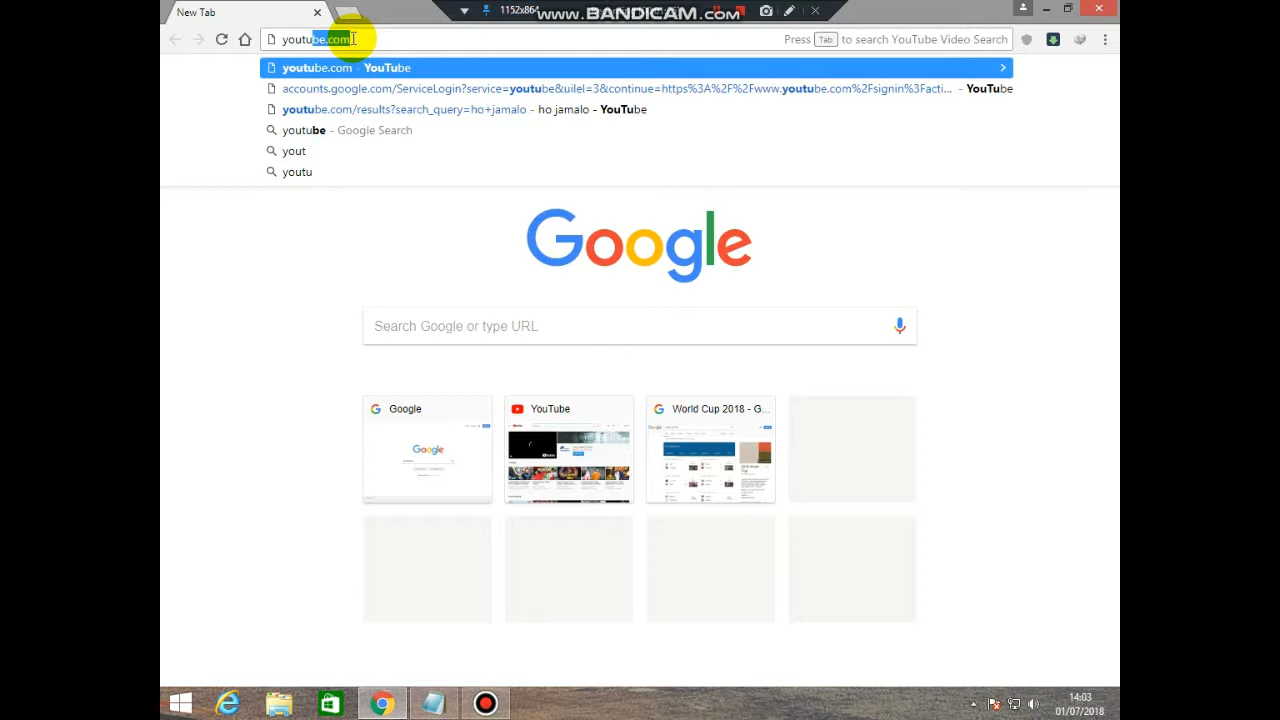 New Tab
1152x864
www.BANDICAM.com
youtube.com
Press Tab to search YouTube Video Search
youtube.com - YouTube
accounts.google.com/ServiceLogin?service=youtube&uilel=3&continue=https%3A%2F%2Fwww.youtube.com%2Fsignin%3Facti... - YouTube
youtube.com/results?search_query=ho+jamalo - ho jamalo - YouTube
youtube - Google Search
yout
youtu
Google
Search Google or type URL
Google
YouTube
World Cup 2018 - G...
Google
14:03
01/07/2018